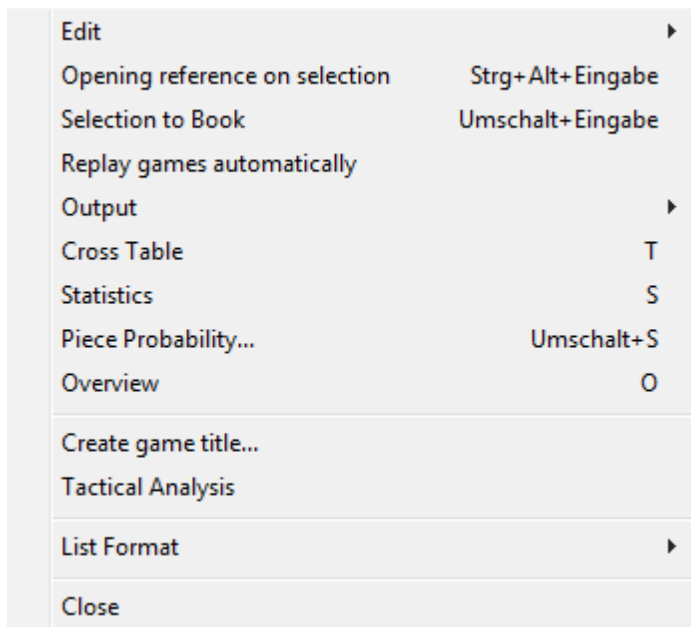 Edit
Opening reference on selection Strg+Alt+Eingabe
Selection to Book Umschalt+Eingabe
Replay games automatically
Output
Cross Table T
Statistics S
Piece Probability... Umschalt+S
Overview O
Create game title...
Tactical Analysis
List Format
Close